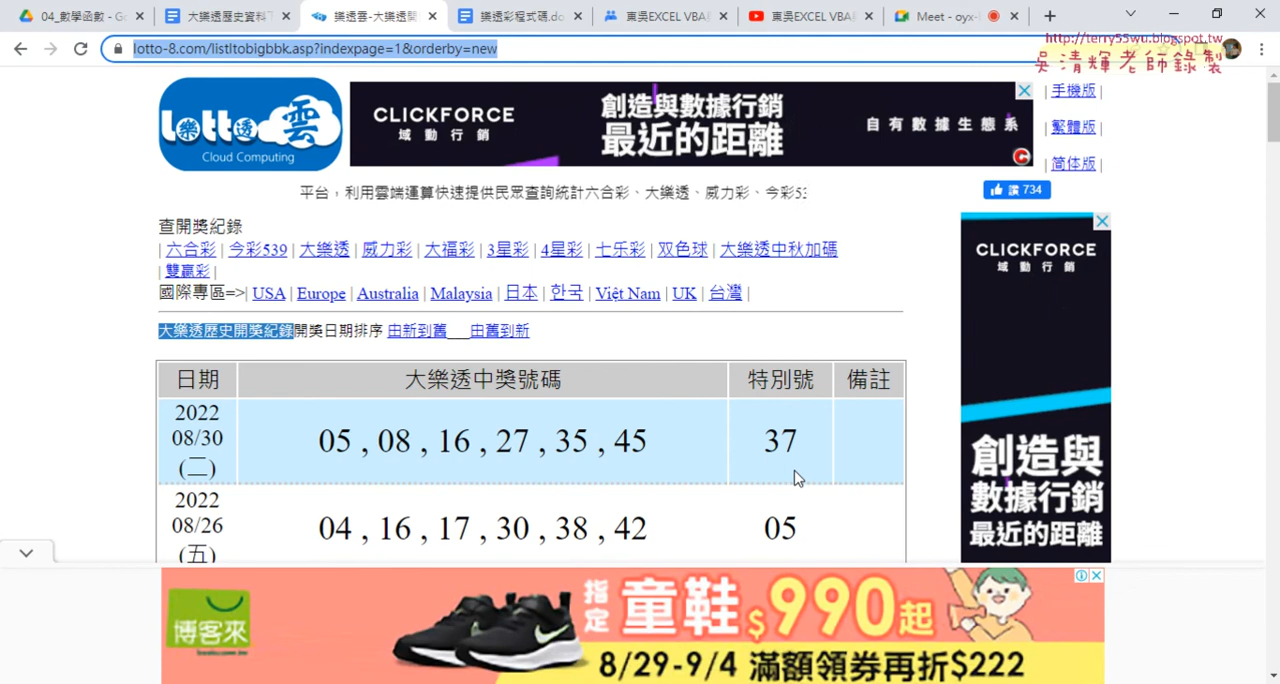 04_數學函數 - G
大樂透歷史資料下
樂透雲-大樂透開
樂透彩程式碼.do
東吳EXCEL VBA
東吳EXCEL VBA
Meet - oyx-
lotto-8.com/listltobigbbk.asp?indexpage=1&orderby=new
http://terry55wu.blogspot.tw
吳清輝老師錄製
Lotto 樂透雲
Cloud Computing
CLICKFORCE
域動行銷
創造與數據行銷
最近的距離
自有數據生態系
| 手機版 |
| 繁體版 |
| 简体版 |
平台，利用雲端運算快速提供民眾查詢統計六合彩、大樂透、威力彩、今彩53
讚 734
查開獎紀錄
| 六合彩 | 今彩539 | 大樂透 | 威力彩 | 大福彩 | 3星彩 | 4星彩 | 七乐彩 | 双色球 | 大樂透中秋加碼
| 雙贏彩 |
國際專區=>| USA | Europe | Australia | Malaysia | 日本 | 한국 | Việt Nam | UK | 台灣 |
大樂透歷史開獎紀錄開獎日期排序 由新到舊___由舊到新
日期 大樂透中獎號碼 特別號 備註
2022
08/30
(二)
05 , 08 , 16 , 27 , 35 , 45 37
2022
08/26
(五)
04 , 16 , 17 , 30 , 38 , 42 05
CLICKFORCE
域動行銷
創造與
數據行銷
最近的距離
博客來
指定
童鞋$990起
8/29-9/4 滿額領券再折$222